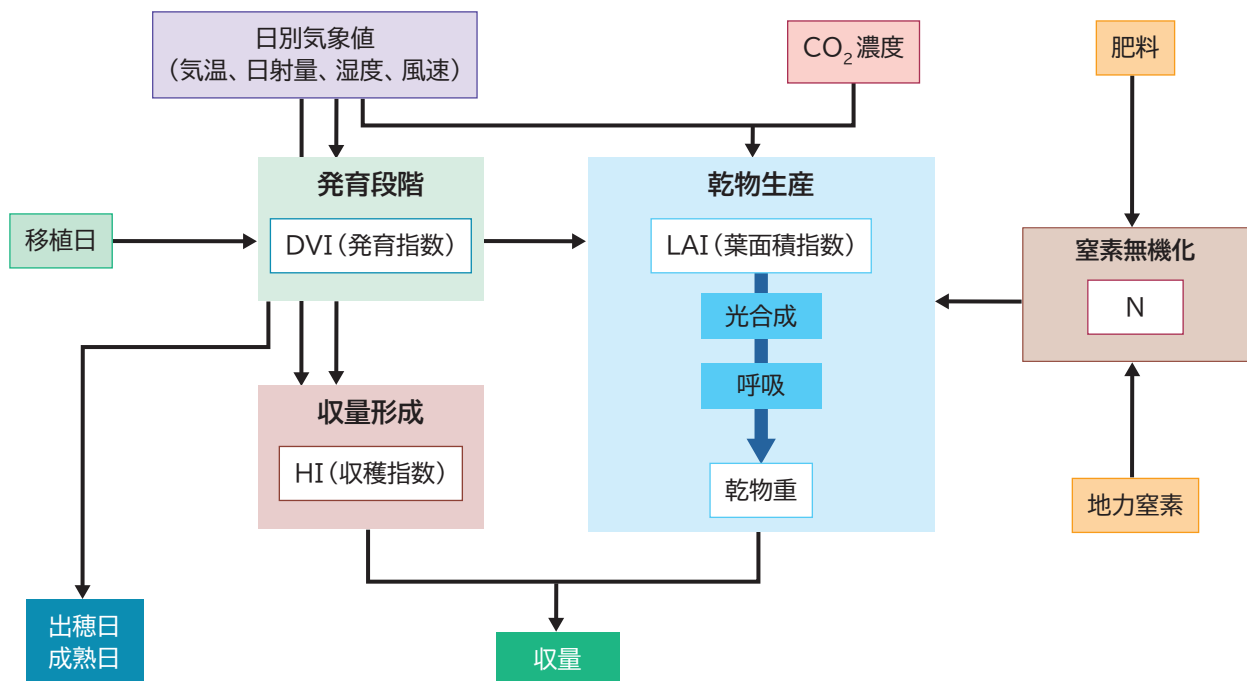 日別気象値
（気温、日射量、湿度、風速）
CO₂濃度
肥料
発育段階
乾物生産
移植日
DVI（発育指数）
LAI（葉面積指数）
窒素無機化
N
光合成
呼吸
収量形成
HI（収穫指数）
乾物重
地力窒素
出穂日
成熟日
収量